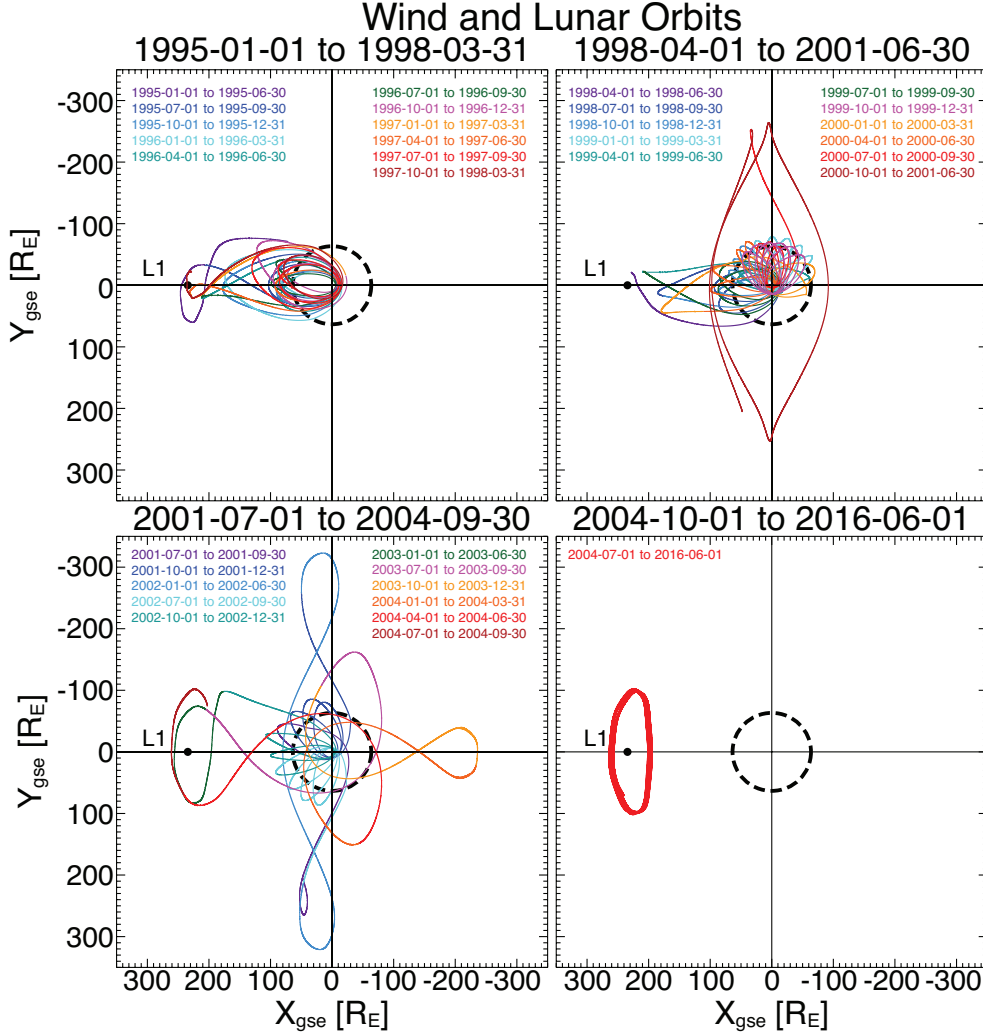 Wind and Lunar Orbits
1995-01-01 to 1998-03-31
1998-04-01 to 2001-06-30
1995-01-01 to 1995-06-30
1995-07-01 to 1995-09-30
1995-10-01 to 1995-12-31
1996-01-01 to 1996-03-31
1996-04-01 to 1996-06-30
1996-07-01 to 1996-09-30
1996-10-01 to 1996-12-31
1997-01-01 to 1997-03-31
1997-04-01 to 1997-06-30
1997-07-01 to 1997-09-30
1997-10-01 to 1998-03-31
1998-04-01 to 1998-06-30
1998-07-01 to 1998-09-30
1998-10-01 to 1998-12-31
1999-01-01 to 1999-03-31
1999-04-01 to 1999-06-30
1999-07-01 to 1999-09-30
1999-10-01 to 1999-12-31
2000-01-01 to 2000-03-31
2000-04-01 to 2000-06-30
2000-07-01 to 2000-09-30
2000-10-01 to 2001-06-30
-300
-200
-100
0
100
200
300
Ygse [RE]
L1
L1
2001-07-01 to 2004-09-30
2004-10-01 to 2016-06-01
2001-07-01 to 2001-09-30
2001-10-01 to 2001-12-31
2002-01-01 to 2002-06-30
2002-07-01 to 2002-09-30
2002-10-01 to 2002-12-31
2003-01-01 to 2003-06-30
2003-07-01 to 2003-09-30
2003-10-01 to 2003-12-31
2004-01-01 to 2004-03-31
2004-04-01 to 2004-06-30
2004-07-01 to 2004-09-30
2004-07-01 to 2016-06-01
-300
-200
-100
0
100
200
300
Ygse [RE]
L1
L1
300 200 100 0 -100 -200 -300
300 200 100 0 -100 -200 -300
Xgse [RE]
Xgse [RE]